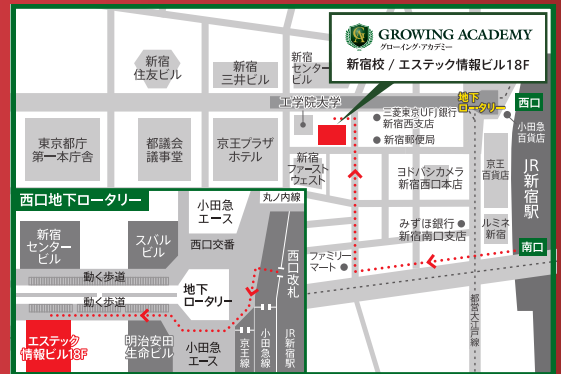 GROWING ACADEMY
グローイング・アカデミー
新宿校 / エステック情報ビル18F
新宿
住友ビル
新宿
三井ビル
新宿
センター
ビル
工学院大学
地下
ロータリー
西口
三菱東京UFJ銀行
新宿西支店
新宿郵便局
小田急
百貨店
東京都庁
第一本庁舎
都議会
議事堂
京王プラザ
ホテル
新宿
ファースト
ウェスト
ヨドバシカメラ
新宿西口本店
京王
百貨店
JR新宿駅
みずほ銀行
新宿南口支店
ルミネ
新宿
南口
ファミリー
マート
都営大江戸線
西口地下ロータリー
小田急
エース
丸ノ内線
新宿
センター
ビル
スバル
ビル
西口交番
西口改札
動く歩道
地下
ロータリー
動く歩道
エステック
情報ビル18F
明治安田
生命ビル
小田急
エース
京王線
小田急線
JR新宿駅